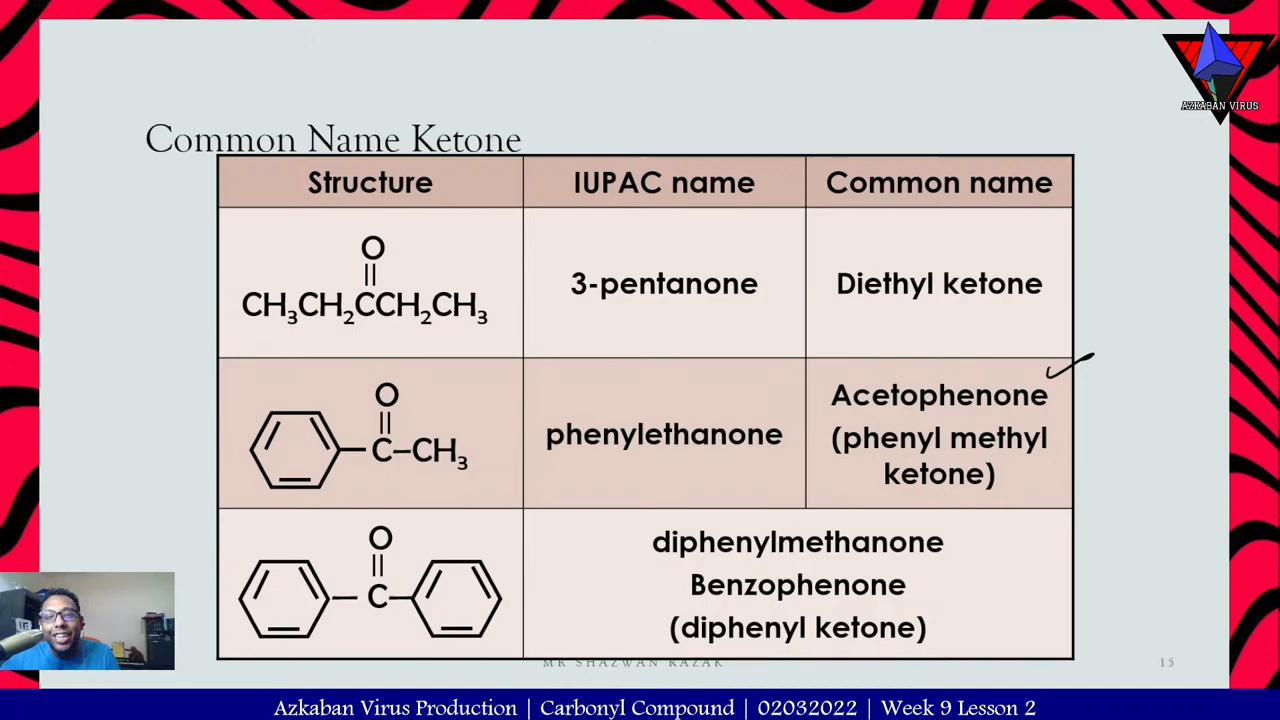 AZKABAN VIRUS
Common Name Ketone
Structure IUPAC name Common name
O
CH₃CH₂CCH₂CH₃
3-pentanone
Diethyl ketone
O
C–CH₃
phenylethanone
Acetophenone
(phenyl methyl
ketone)
O
C
diphenylmethanone
Benzophenone
(diphenyl ketone)
MR SHAZWAN RAZAK
15
Azkaban Virus Production | Carbonyl Compound | 02032022 | Week 9 Lesson 2